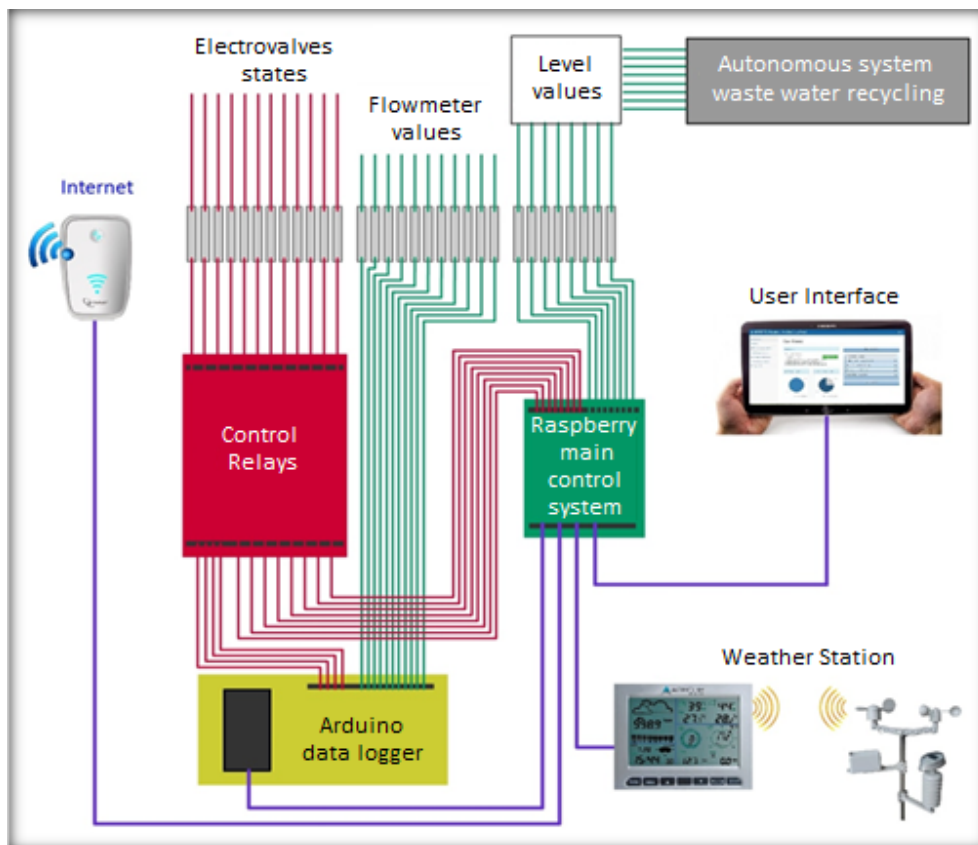 Electrovalves
states
Flowmeter
values
Level
values
Autonomous system
waste water recycling
Internet
User Interface
Control
Relays
Raspberry
main
control
system
Weather Station
Arduino
data logger